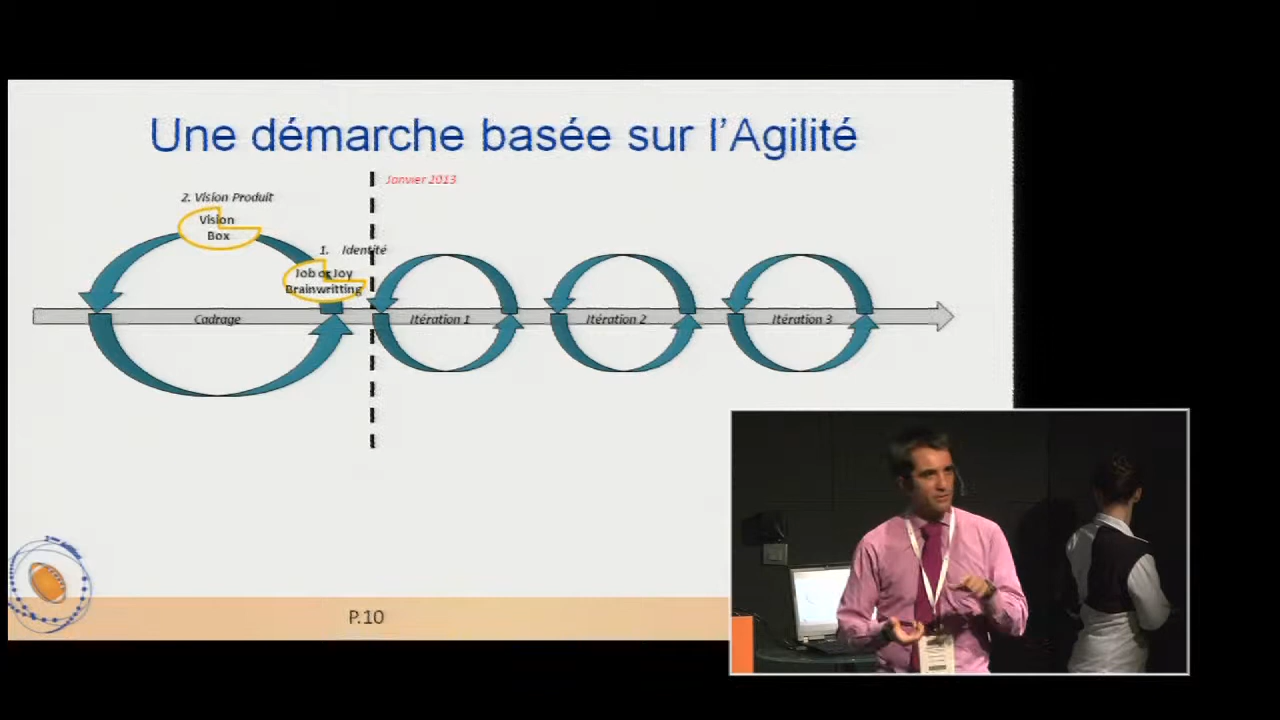 Une démarche basée sur l'Agilité
Janvier 2013
2. Vision Produit
Vision
Box
1. Identité
Job or Joy
Brainwritting
Cadrage
Itération 1
Itération 2
Itération 3
P.10